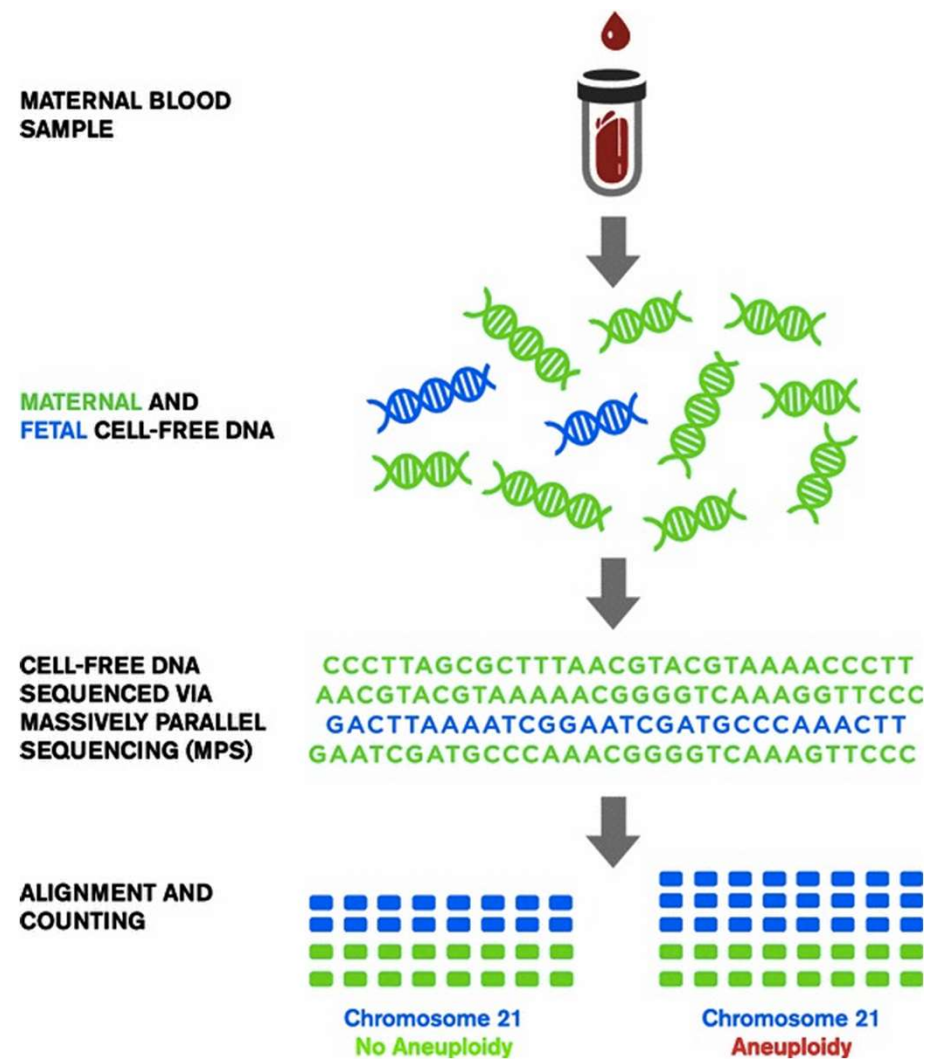 MATERNAL BLOOD
SAMPLE
MATERNAL AND
FETAL CELL-FREE DNA
CELL-FREE DNA
SEQUENCED VIA
MASSIVELY PARALLEL
SEQUENCING (MPS)
CCCTTAGCGCTTTAACGTACGTAAAACCCTT
AACGTACGTAAAAACGGGGTCAAAGGTTCCC
GACTTAAAATCGGAATCGATGCCCAAACTT
GAATCGATGCCCAAACGGGGTCAAAGTTCCC
ALIGNMENT AND
COUNTING
Chromosome 21
No Aneuploidy
Chromosome 21
Aneuploidy